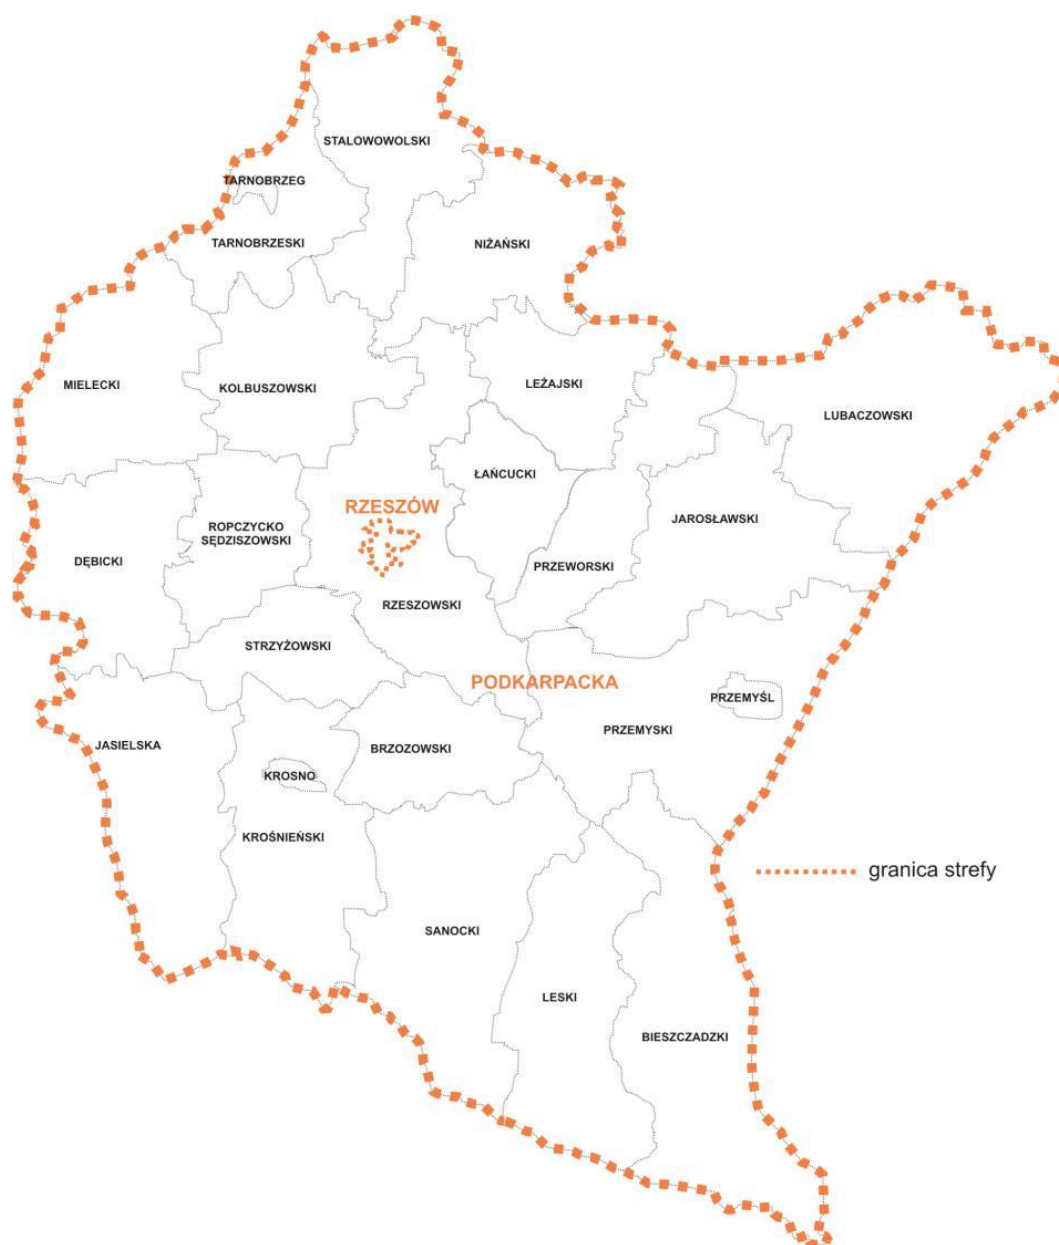 STALOWOWOLSKI
TARNOBRZEG
TARNOBRZESKI
NIŻAŃSKI
MIELECKI
KOLBUSZOWSKI
LEŻAJSKI
LUBACZOWSKI
ŁAŃCUCKI
RZESZÓW
JAROSŁAWSKI
ROPCZYCKO
SĘDZISZOWSKI
DĘBICKI
PRZEWORSKI
RZESZOWSKI
STRZYŻOWSKI
PODKARPACKA
PRZEMYŚL
PRZEMYSKI
JASIELSKA
BRZOZOWSKI
KROSNO
KROŚNIEŃSKI
granica strefy
SANOCKI
LESKI
BIESZCZADZKI